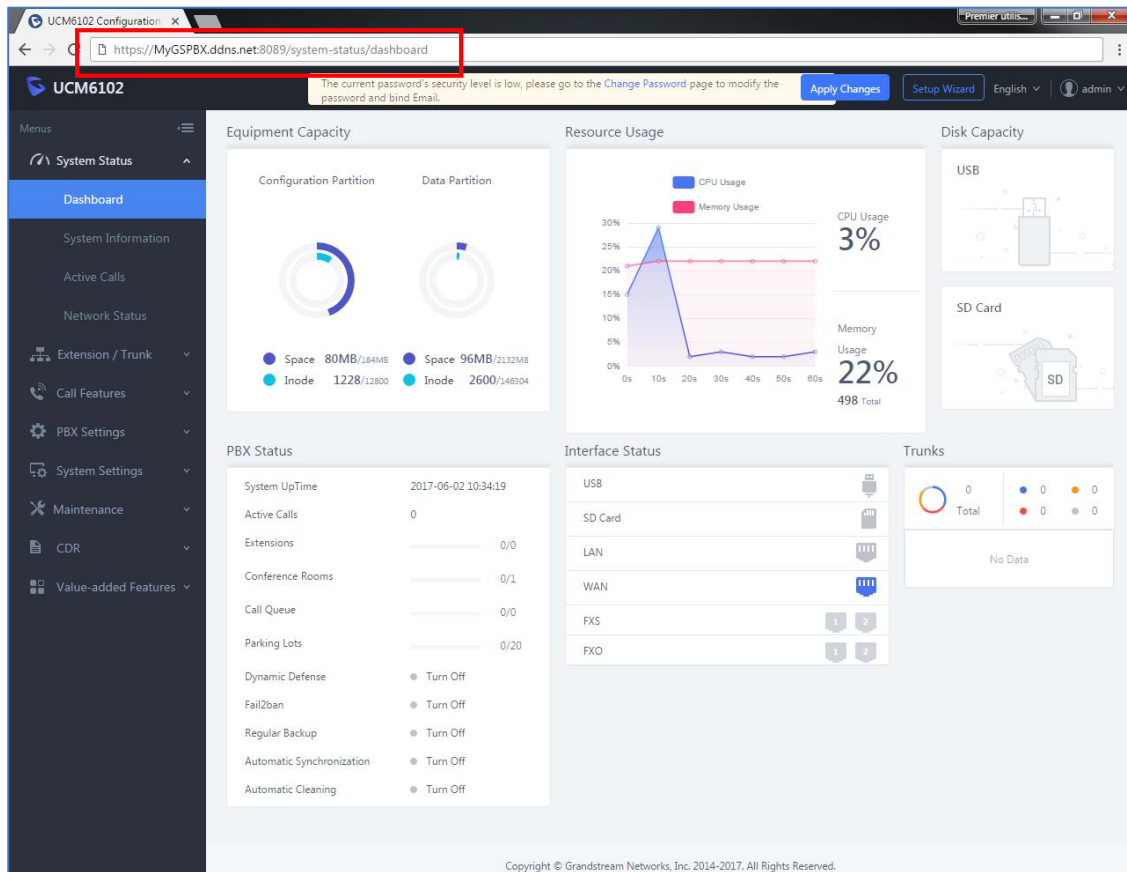 UCM6102 Configuration
Premier utilis...
https://MyGSPBX.ddns.net:8089/system-status/dashboard
UCM6102
The current password's security level is low, please go to the Change Password page to modify the
password and bind Email.
Apply Changes
Setup Wizard
English
admin
Menus
System Status
Dashboard
System Information
Active Calls
Network Status
Extension / Trunk
Call Features
PBX Settings
System Settings
Maintenance
CDR
Value-added Features
Equipment Capacity
Configuration Partition
Data Partition
Space 80MB/184MB
Inode 1228/12800
Space 96MB/2132MB
Inode 2600/146304
Resource Usage
CPU Usage
Memory Usage
30%
25%
20%
15%
10%
5%
0%
0s 10s 20s 30s 40s 50s 60s
CPU Usage
3%
Memory
Usage
22%
498 Total
Disk Capacity
USB
SD Card
SD
PBX Status
System UpTime 2017-06-02 10:34:19
Active Calls 0
Extensions 0/0
Conference Rooms 0/1
Call Queue 0/0
Parking Lots 0/20
Dynamic Defense Turn Off
Fail2ban Turn Off
Regular Backup Turn Off
Automatic Synchronization Turn Off
Automatic Cleaning Turn Off
Interface Status
USB
SD Card
LAN
WAN
FXS 1 2
FXO 1 2
Trunks
0 0 0
Total 0 0
No Data
Copyright © Grandstream Networks, Inc. 2014-2017. All Rights Reserved.